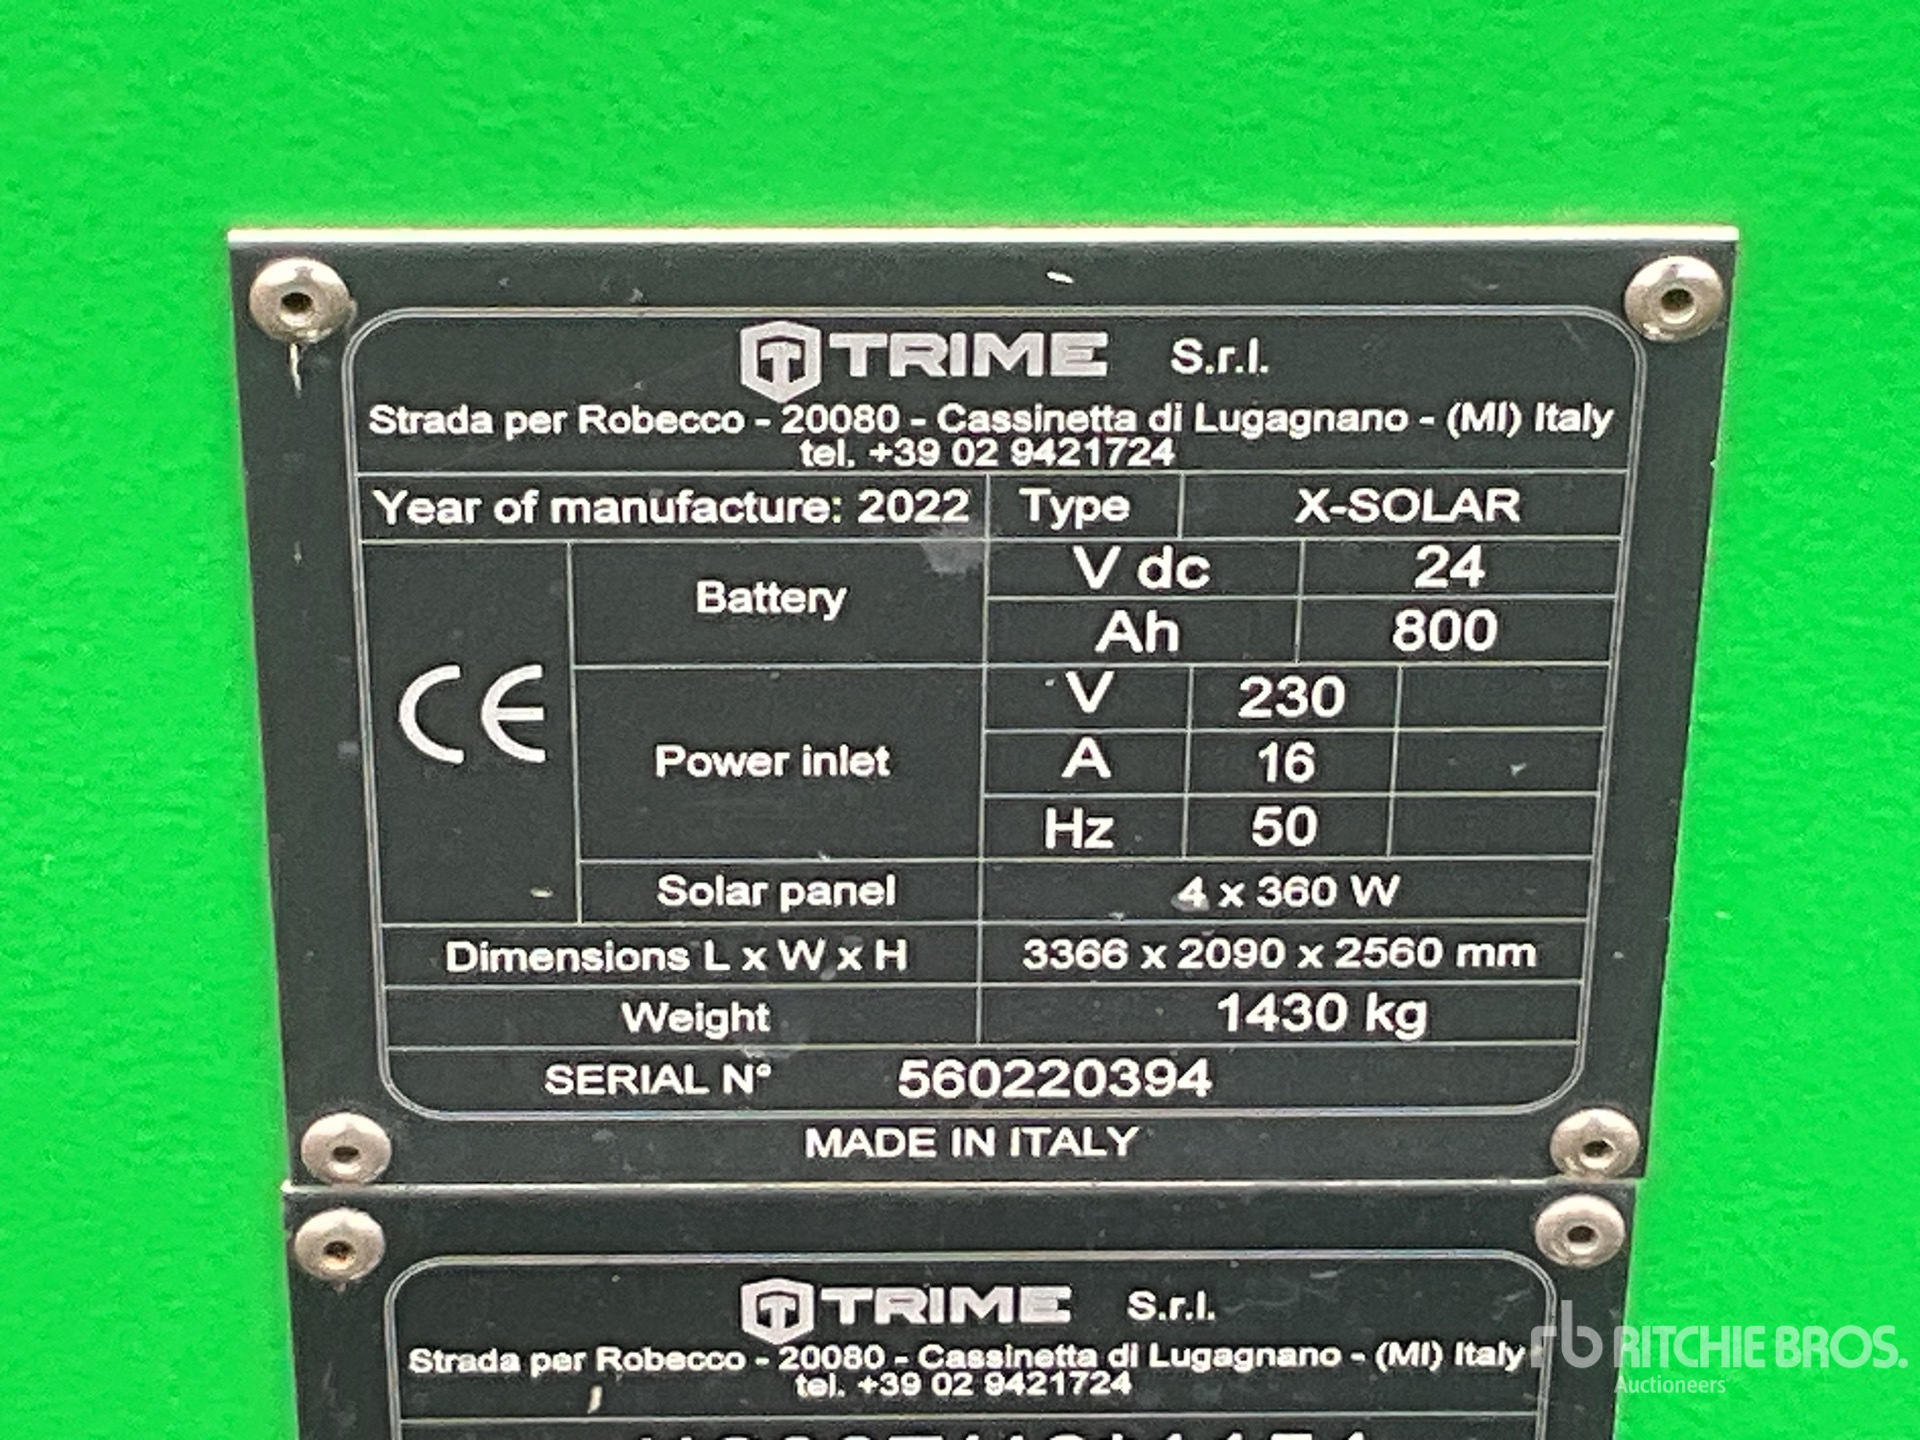 TRIME S.r.l.
Strada per Robecco - 20080 - Cassinetta di Lugagnano - (MI) Italy
tel. +39 02 9421724
Year of manufacture: 2022 Type X-SOLAR
CE
Battery
V dc 24
Ah 800
Power inlet
V 230
A 16
Hz 50
Solar panel 4 x 360 W
Dimensions L x W x H 3366 x 2090 x 2560 mm
Weight 1430 kg
SERIAL N° 560220394
MADE IN ITALY
TRIME S.r.l.
Strada per Robecco - 20080 - Cassinetta di Lugagnano - (MI) Italy
tel. +39 02 9421724
rb RITCHIE BROS.
Auctioneers